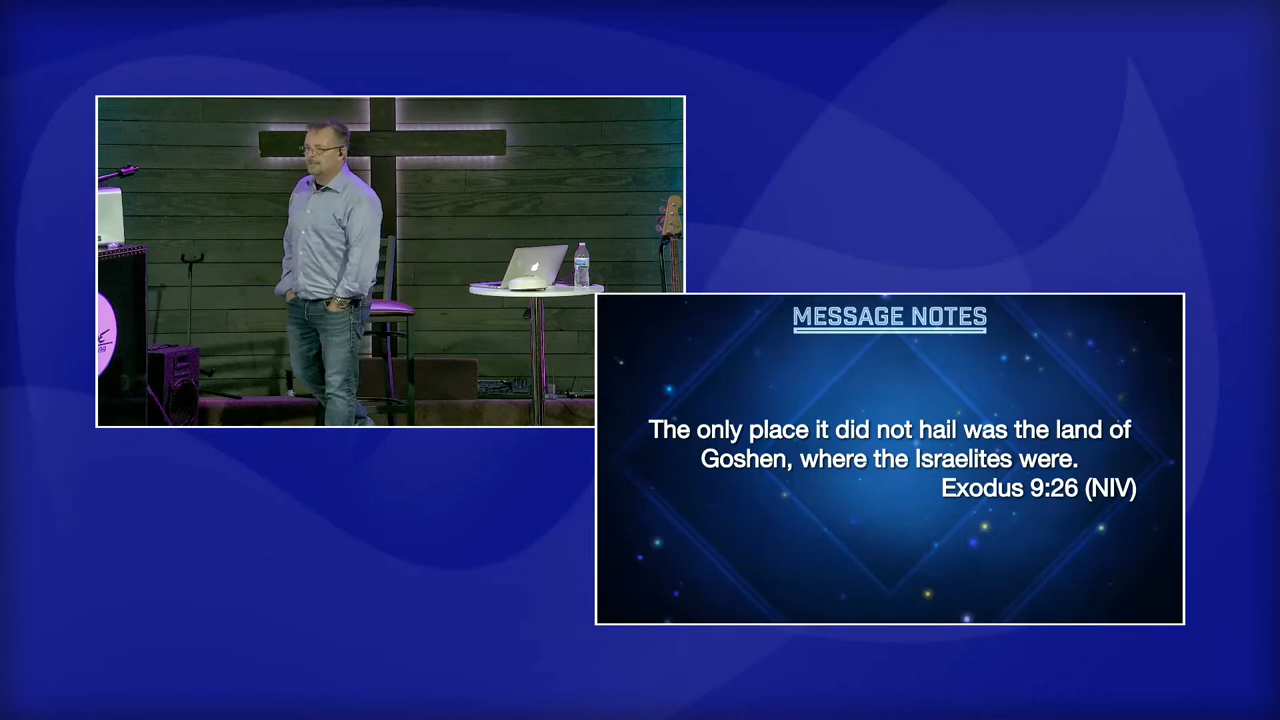 MESSAGE NOTES
The only place it did not hail was the land of
Goshen, where the Israelites were.
Exodus 9:26 (NIV)